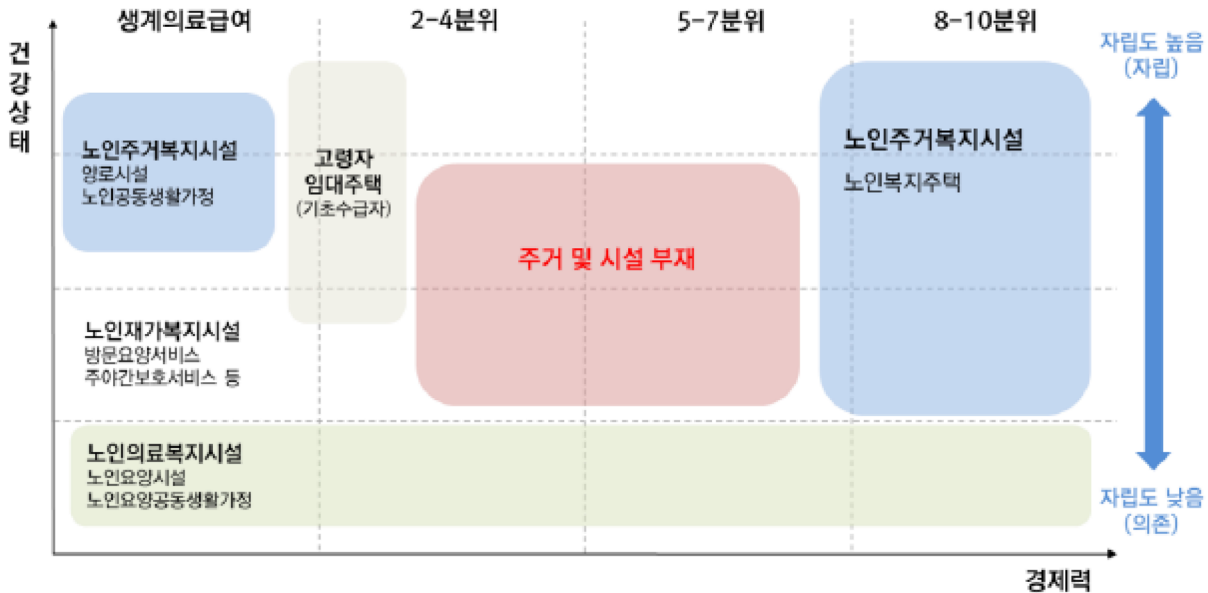 생계의료급여
2-4분위
5-7분위
8-10분위
건강상태
자립도 높음
(자립)
노인주거복지시설
양로시설
노인공동생활가정
고령자
임대주택
(기초수급자)
주거 및 시설 부재
노인주거복지시설
노인복지주택
노인재가복지시설
방문요양서비스
주야간보호서비스 등
노인의료복지시설
노인요양시설
노인요양공동생활가정
자립도 낮음
(의존)
경제력